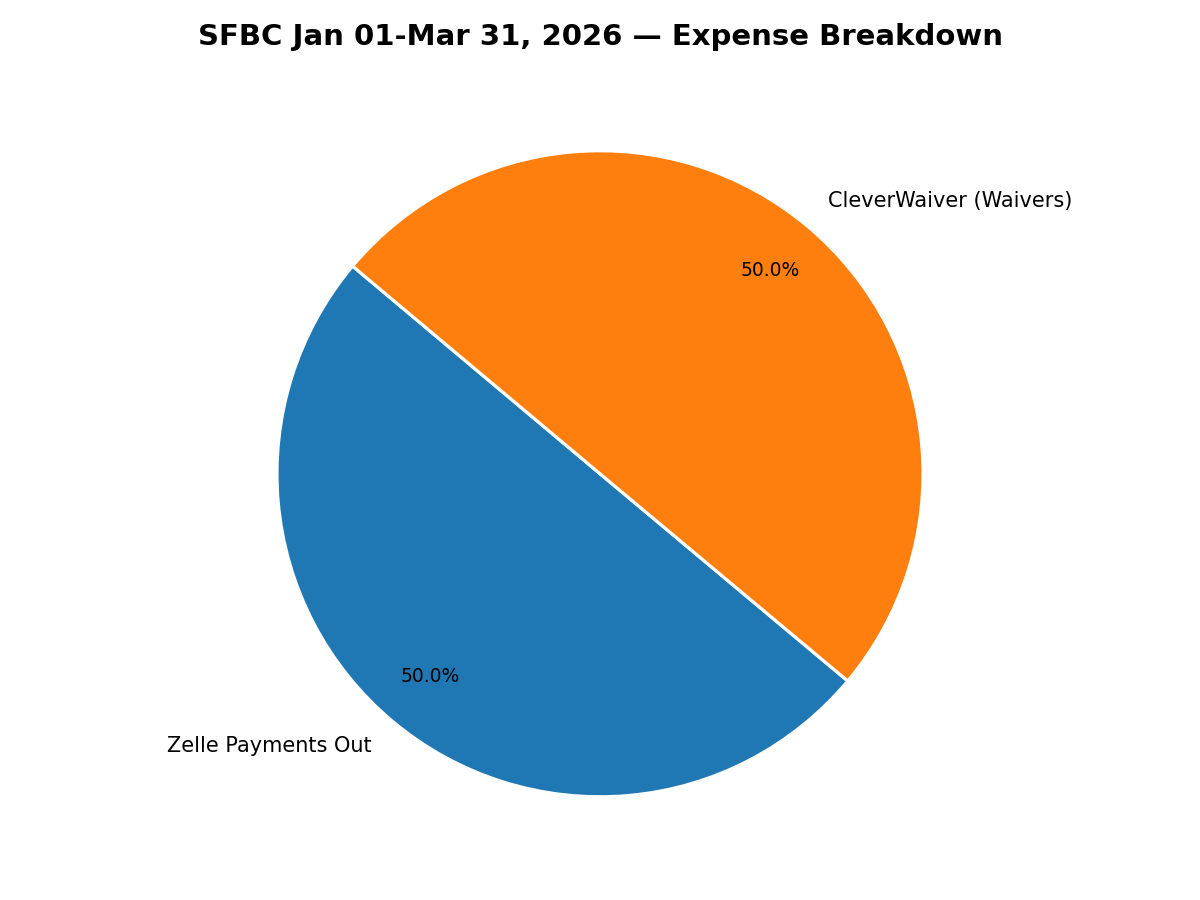 SFBC Jan 01-Mar 31, 2026 — Expense Breakdown
CleverWaiver (Waivers)
50.0%
50.0%
Zelle Payments Out